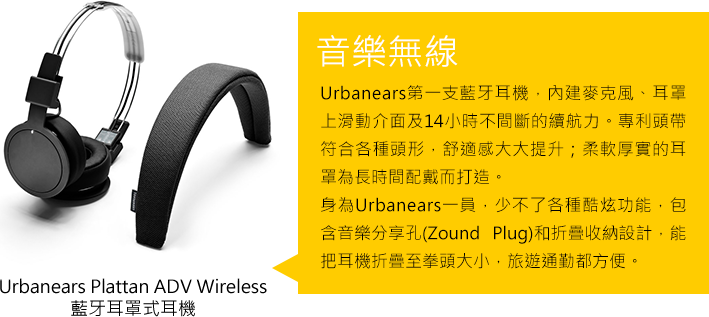 音樂無線
Urbanears第一支藍牙耳機，內建麥克風、耳罩
上滑動介面及14小時不間斷的續航力。專利頭帶
符合各種頭形，舒適感大大提升；柔軟厚實的耳
罩為長時間配戴而打造。
身為Urbanears一員，少不了各種酷炫功能，包
含音樂分享孔(Zound Plug)和折疊收納設計，能
把耳機折疊至拳頭大小，旅遊通勤都方便。
Urbanears Plattan ADV Wireless
藍牙耳罩式耳機